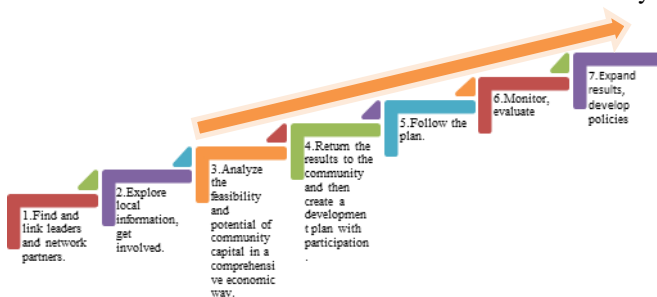 1.Find and
link leaders
and network
partners.
2.Explore
local
information,
get
involved.
3.Analyze
the
feasibility
and
potential of
community
capital in a
comprehensi
ve economic
way.
4.Return the
results to the
community
and then
create a
developmen
t plan with
participation
.
5.Follow the
plan.
6.Monitor,
evaluate
7.Expand
results,
develop
policies